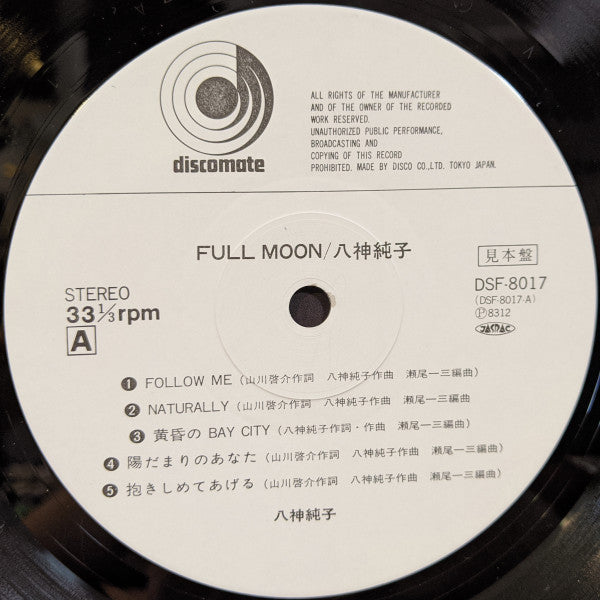 discomate
ALL RIGHTS OF THE MANUFACTURER
AND OF THE OWNER OF THE RECORDED
WORK RESERVED.
UNAUTHORIZED PUBLIC PERFORMANCE,
BROADCASTING AND
COPYING OF THIS RECORD
PROHIBITED. MADE BY DISCO CO.,LTD. TOKYO JAPAN.
FULL MOON/八神純子
見本盤
STEREO
33⅓rpm
A
DSF-8017
(DSF-8017-A)
Ⓟ8312
JASRAC
❶ FOLLOW ME (山川啓介作詞 八神純子作曲 瀬尾一三編曲)
❷ NATURALLY (山川啓介作詞 八神純子作曲 瀬尾一三編曲)
❸ 黄昏の BAY CITY (八神純子作詞・作曲 瀬尾一三編曲)
❹ 陽だまりのあなた (山川啓介作詞 八神純子作曲 瀬尾一三編曲)
❺ 抱きしめてあげる (山川啓介作詞 八神純子作曲 瀬尾一三編曲)
八神純子